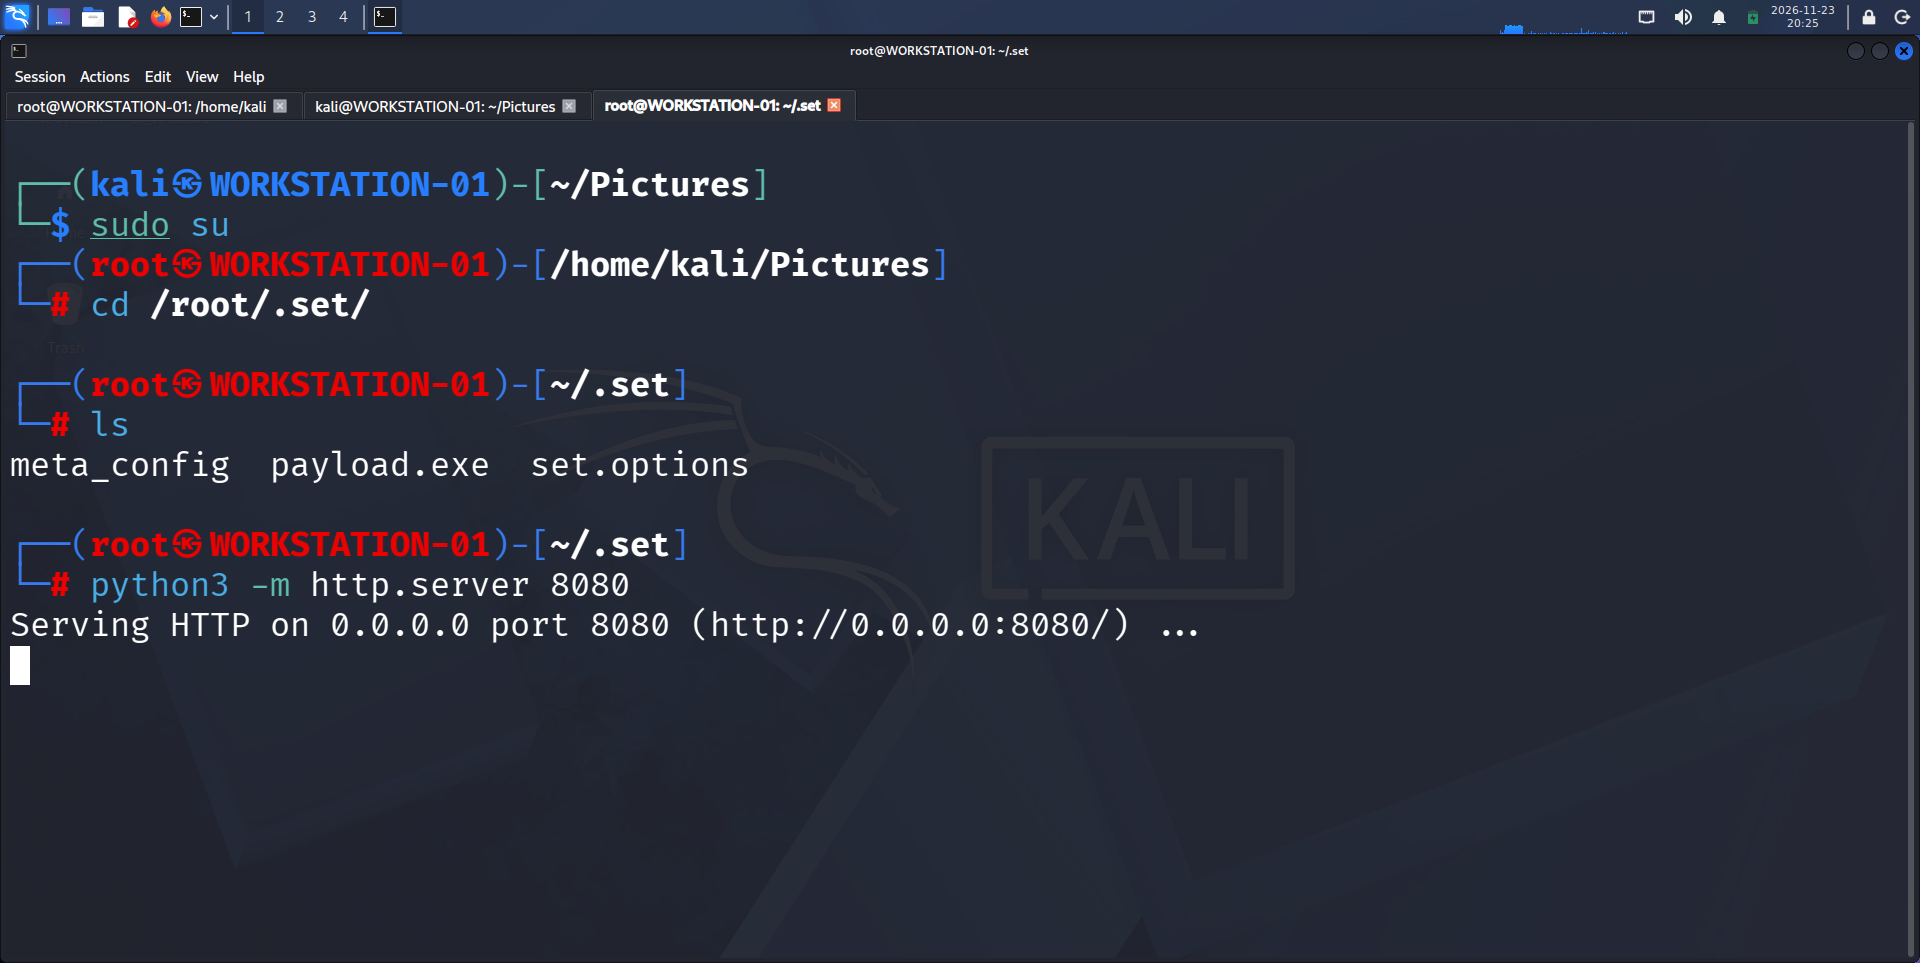 1 2 3 4
2026-11-23
20:25
root@WORKSTATION-01: ~/.set
Session Actions Edit View Help
root@WORKSTATION-01: /home/kali kali@WORKSTATION-01: ~/Pictures root@WORKSTATION-01: ~/.set
┌──(kali㉿WORKSTATION-01)-[~/Pictures]
└─$ sudo su
┌──(root㉿WORKSTATION-01)-[/home/kali/Pictures]
└─# cd /root/.set/
Trash
┌──(root㉿WORKSTATION-01)-[~/.set]
└─# ls
meta_config payload.exe set.options
KALI
┌──(root㉿WORKSTATION-01)-[~/.set]
└─# python3 -m http.server 8080
Serving HTTP on 0.0.0.0 port 8080 (http://0.0.0.0:8080/) ...